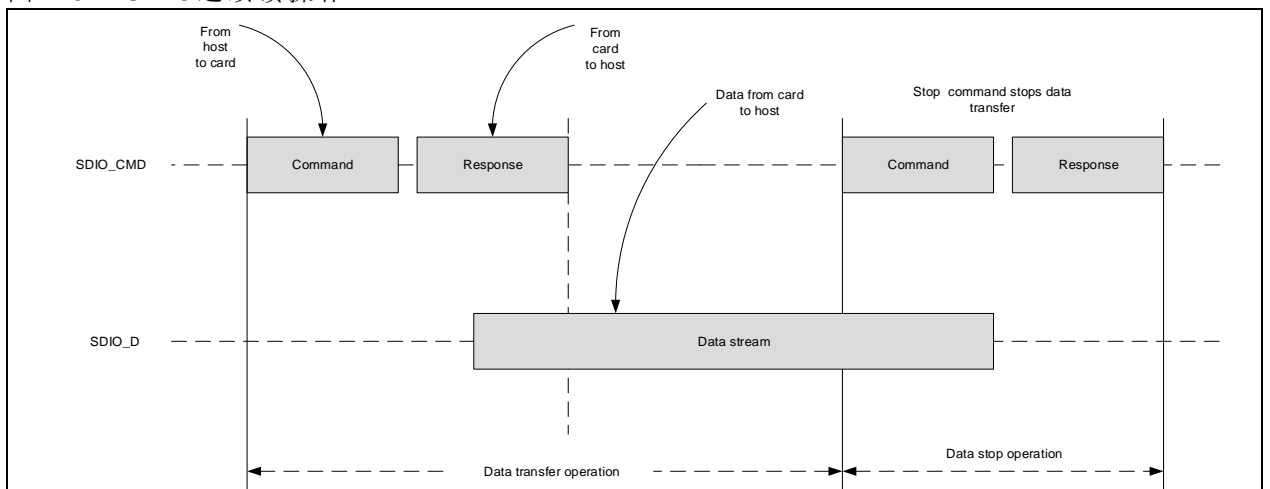 From
host
to card
From
card
to host
Data from card
to host
Stop command stops data
transfer
SDIO_CMD
Command
Response
Command
Response
SDIO_D
Data stream
Data transfer operation
Data stop operation